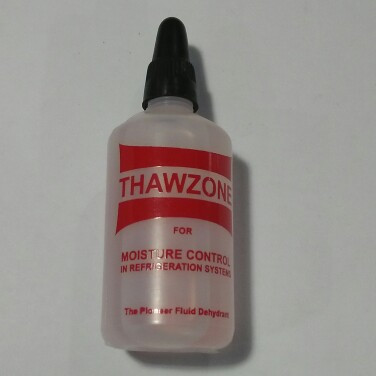 THAWZONE
FOR
MOISTURE CONTROL
IN REFRIGERATION SYSTEMS
The Pioneer Fluid Dehydrant